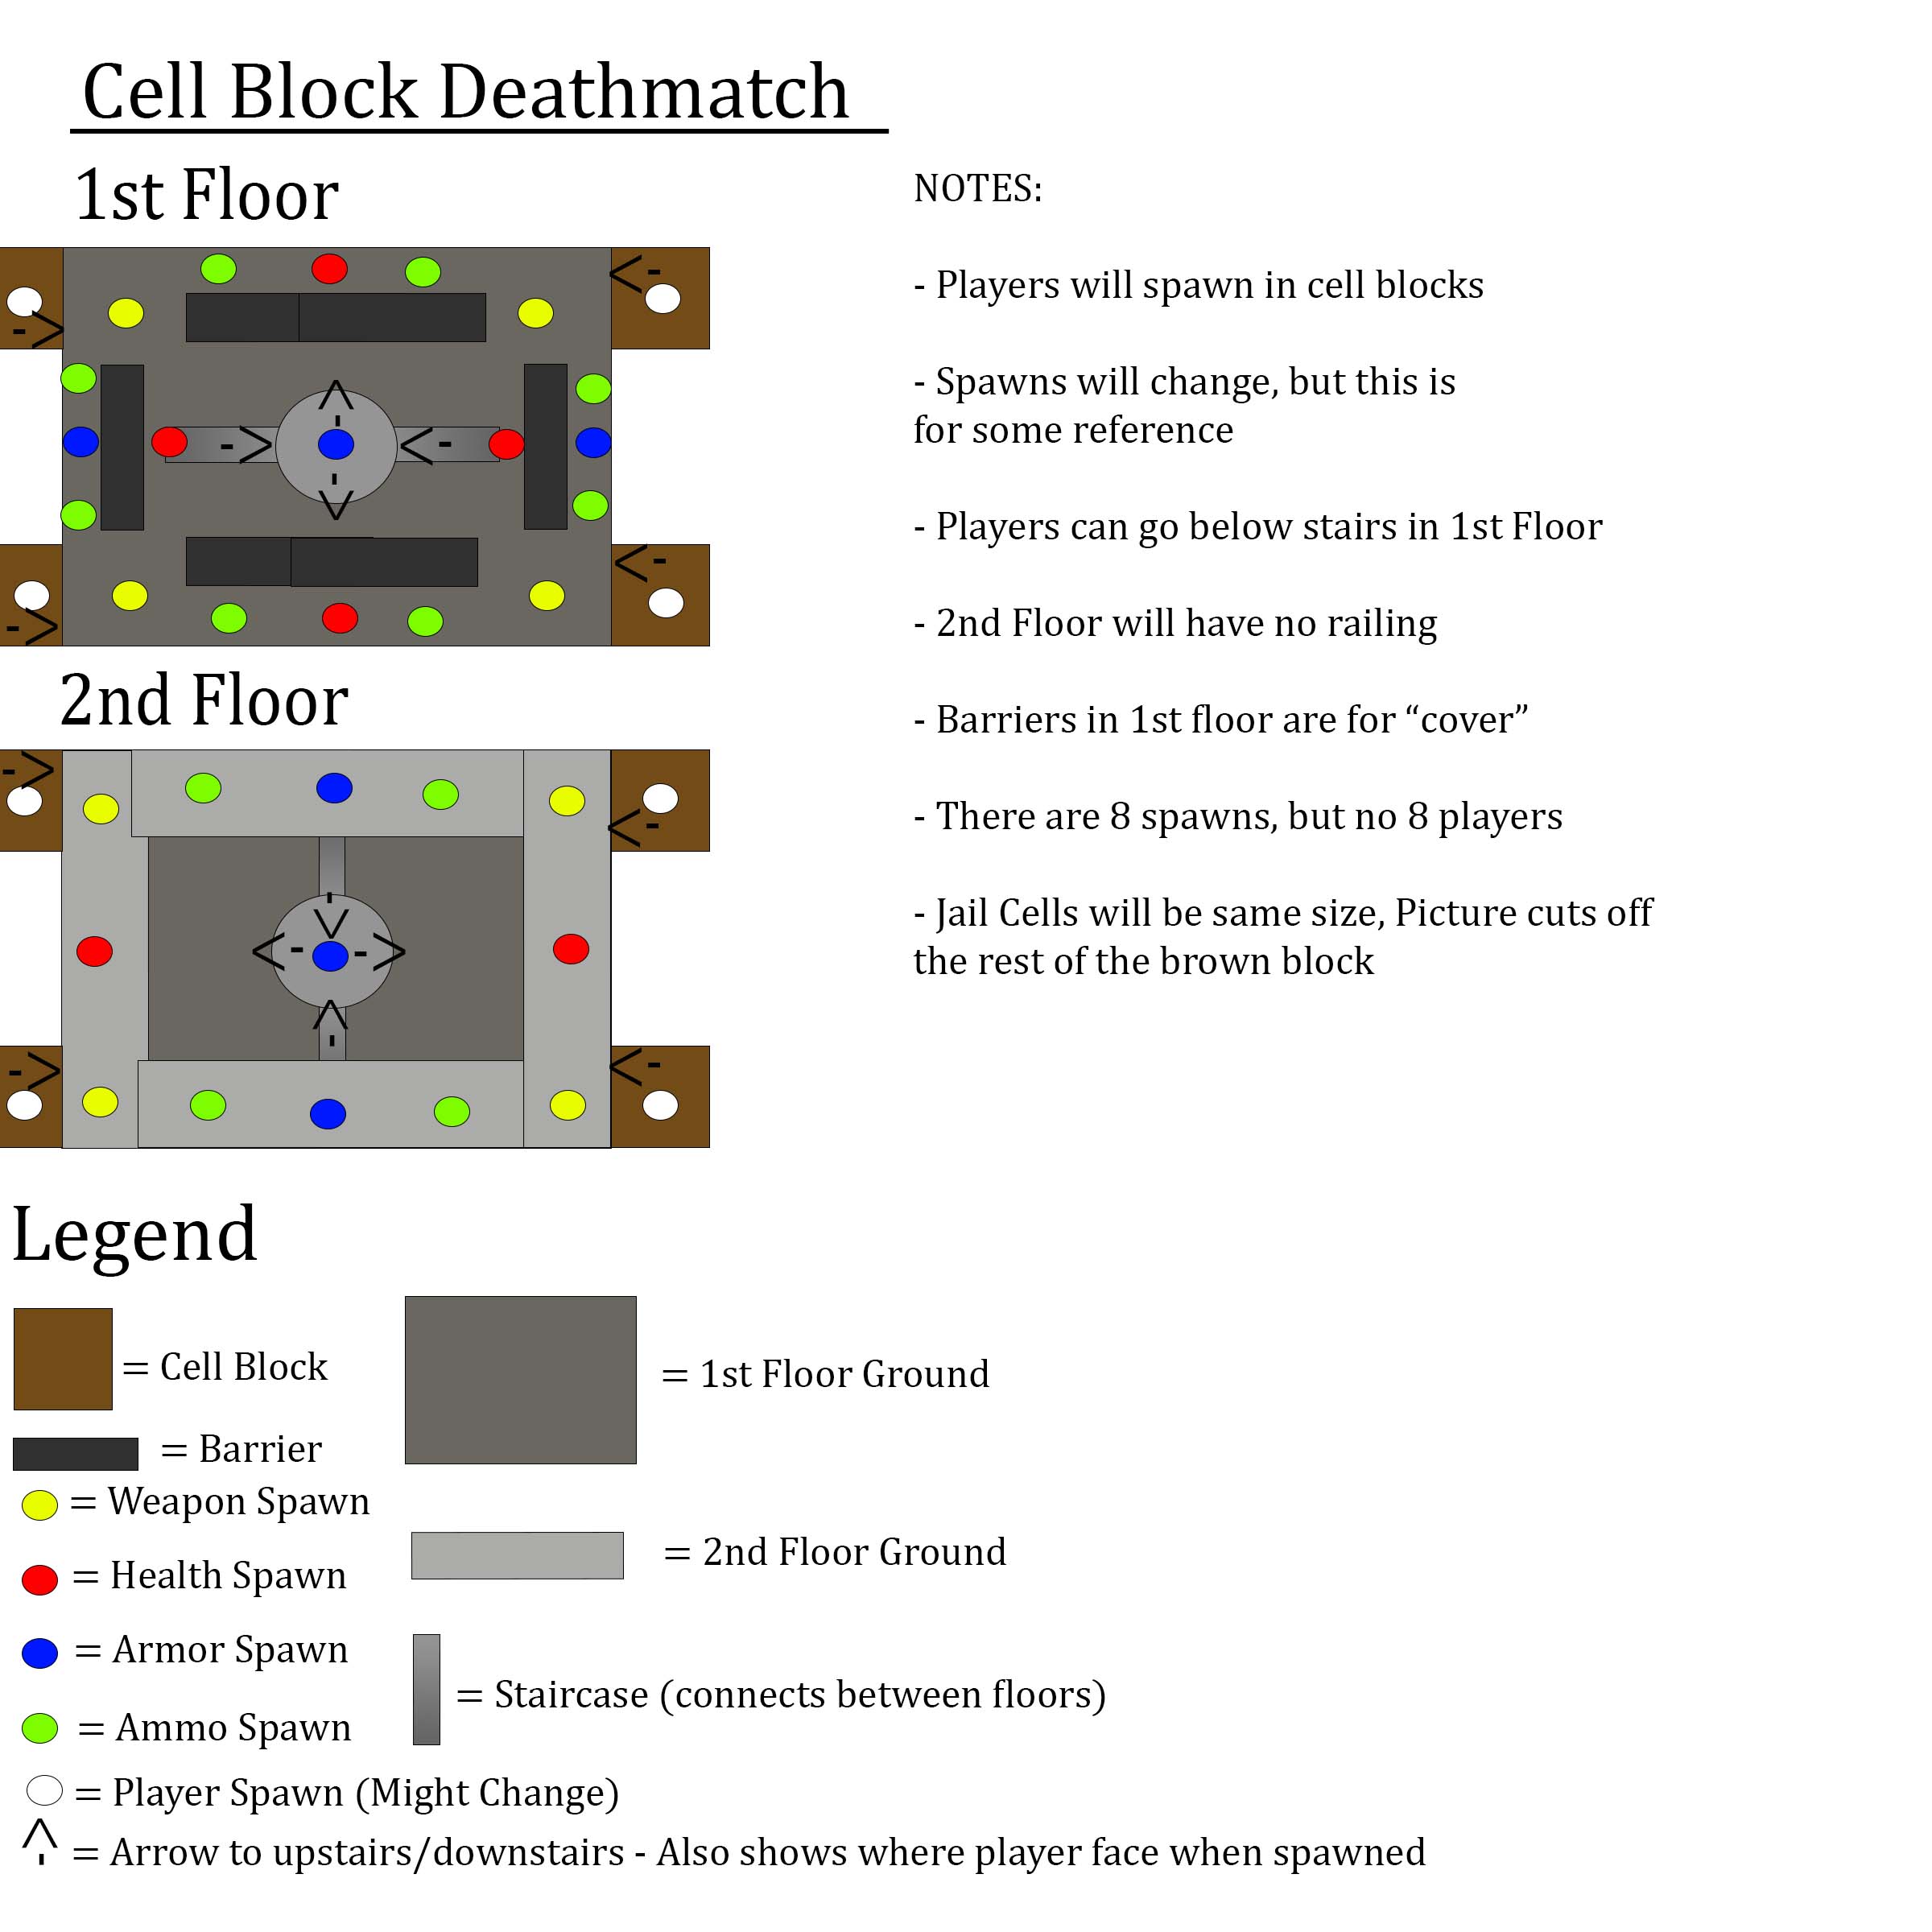 Cell Block Deathmatch
1st Floor
NOTES:
- Players will spawn in cell blocks
- Spawns will change, but this is
for some reference
- Players can go below stairs in 1st Floor
- 2nd Floor will have no railing
- Barriers in 1st floor are for “cover”
- There are 8 spawns, but no 8 players
- Jail Cells will be same size, Picture cuts off
the rest of the brown block
2nd Floor
Legend
= Cell Block
= Barrier
= Weapon Spawn
= Health Spawn
= Armor Spawn
= Ammo Spawn
= Player Spawn (Might Change)
= Arrow to upstairs/downstairs - Also shows where player face when spawned
= 1st Floor Ground
= 2nd Floor Ground
= Staircase (connects between floors)